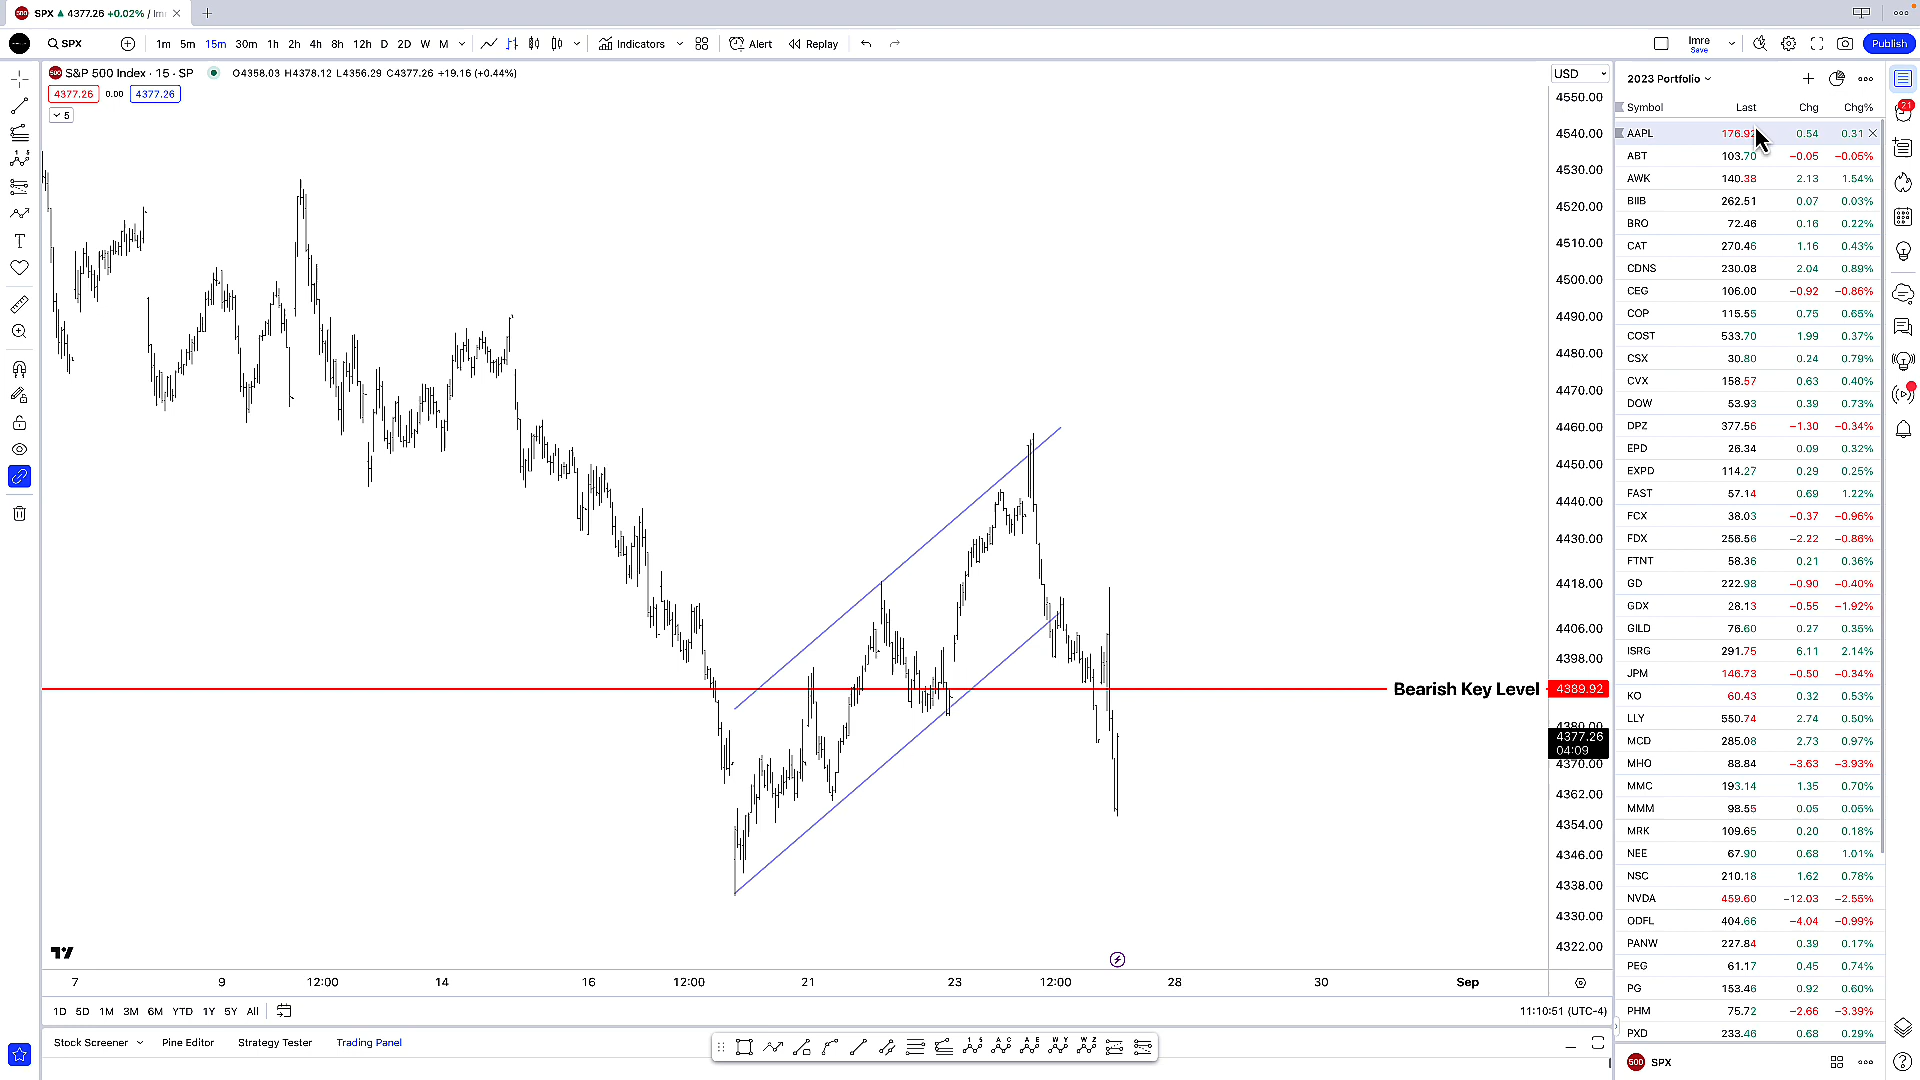 SPX ▲ 4377.26 +0.02% / Imr
SPX
1m 5m 15m 30m 1h 2h 4h 8h 12h D 2D W M
Indicators
Alert
Replay
Imre
Save
Publish
S&P 500 Index · 15 · SP
O4358.03 H4378.12 L4356.29 C4377.26 +19.16 (+0.44%)
4377.26 0.00 4377.26
5
USD
4550.00
4540.00
4530.00
4520.00
4510.00
4500.00
4490.00
4480.00
4470.00
4460.00
4450.00
4440.00
4430.00
4418.00
4406.00
4398.00
Bearish Key Level
4389.92
4380.00
4377.26
04:09
4370.00
4362.00
4354.00
4346.00
4338.00
4330.00
4322.00
7 9 12:00 14 16 12:00 21 23 12:00 28 30 Sep
1D 5D 1M 3M 6M YTD 1Y 5Y All
11:10:51 (UTC-4)
Stock Screener Pine Editor Strategy Tester Trading Panel
2023 Portfolio
Symbol Last Chg Chg%
AAPL 176.92 0.54 0.31
ABT 103.70 −0.05 −0.05%
AWK 140.38 2.13 1.54%
BIIB 262.51 0.07 0.03%
BRO 72.46 0.16 0.22%
CAT 270.46 1.16 0.43%
CDNS 230.08 2.04 0.89%
CEG 106.00 −0.92 −0.86%
COP 115.55 0.75 0.65%
COST 533.70 1.99 0.37%
CSX 30.80 0.24 0.79%
CVX 158.57 0.63 0.40%
DOW 53.93 0.39 0.73%
DPZ 377.56 −1.30 −0.34%
EPD 26.34 0.09 0.32%
EXPD 114.27 0.29 0.25%
FAST 57.14 0.69 1.22%
FCX 38.03 −0.37 −0.96%
FDX 256.56 −2.22 −0.86%
FTNT 58.36 0.21 0.36%
GD 222.98 −0.90 −0.40%
GDX 28.13 −0.55 −1.92%
GILD 76.60 0.27 0.35%
ISRG 291.75 6.11 2.14%
JPM 146.73 −0.50 −0.34%
KO 60.43 0.32 0.53%
LLY 550.74 2.74 0.50%
MCD 285.08 2.73 0.97%
MHO 88.84 −3.63 −3.93%
MMC 193.14 1.35 0.70%
MMM 98.55 0.05 0.05%
MRK 109.65 0.20 0.18%
NEE 67.90 0.68 1.01%
NSC 210.18 1.62 0.78%
NVDA 459.60 −12.03 −2.55%
ODFL 404.66 −4.04 −0.99%
PANW 227.84 0.39 0.17%
PEG 61.17 0.45 0.74%
PG 153.46 0.92 0.60%
PHM 75.72 −2.66 −3.39%
PXD 233.46 0.68 0.29%
500 SPX
21